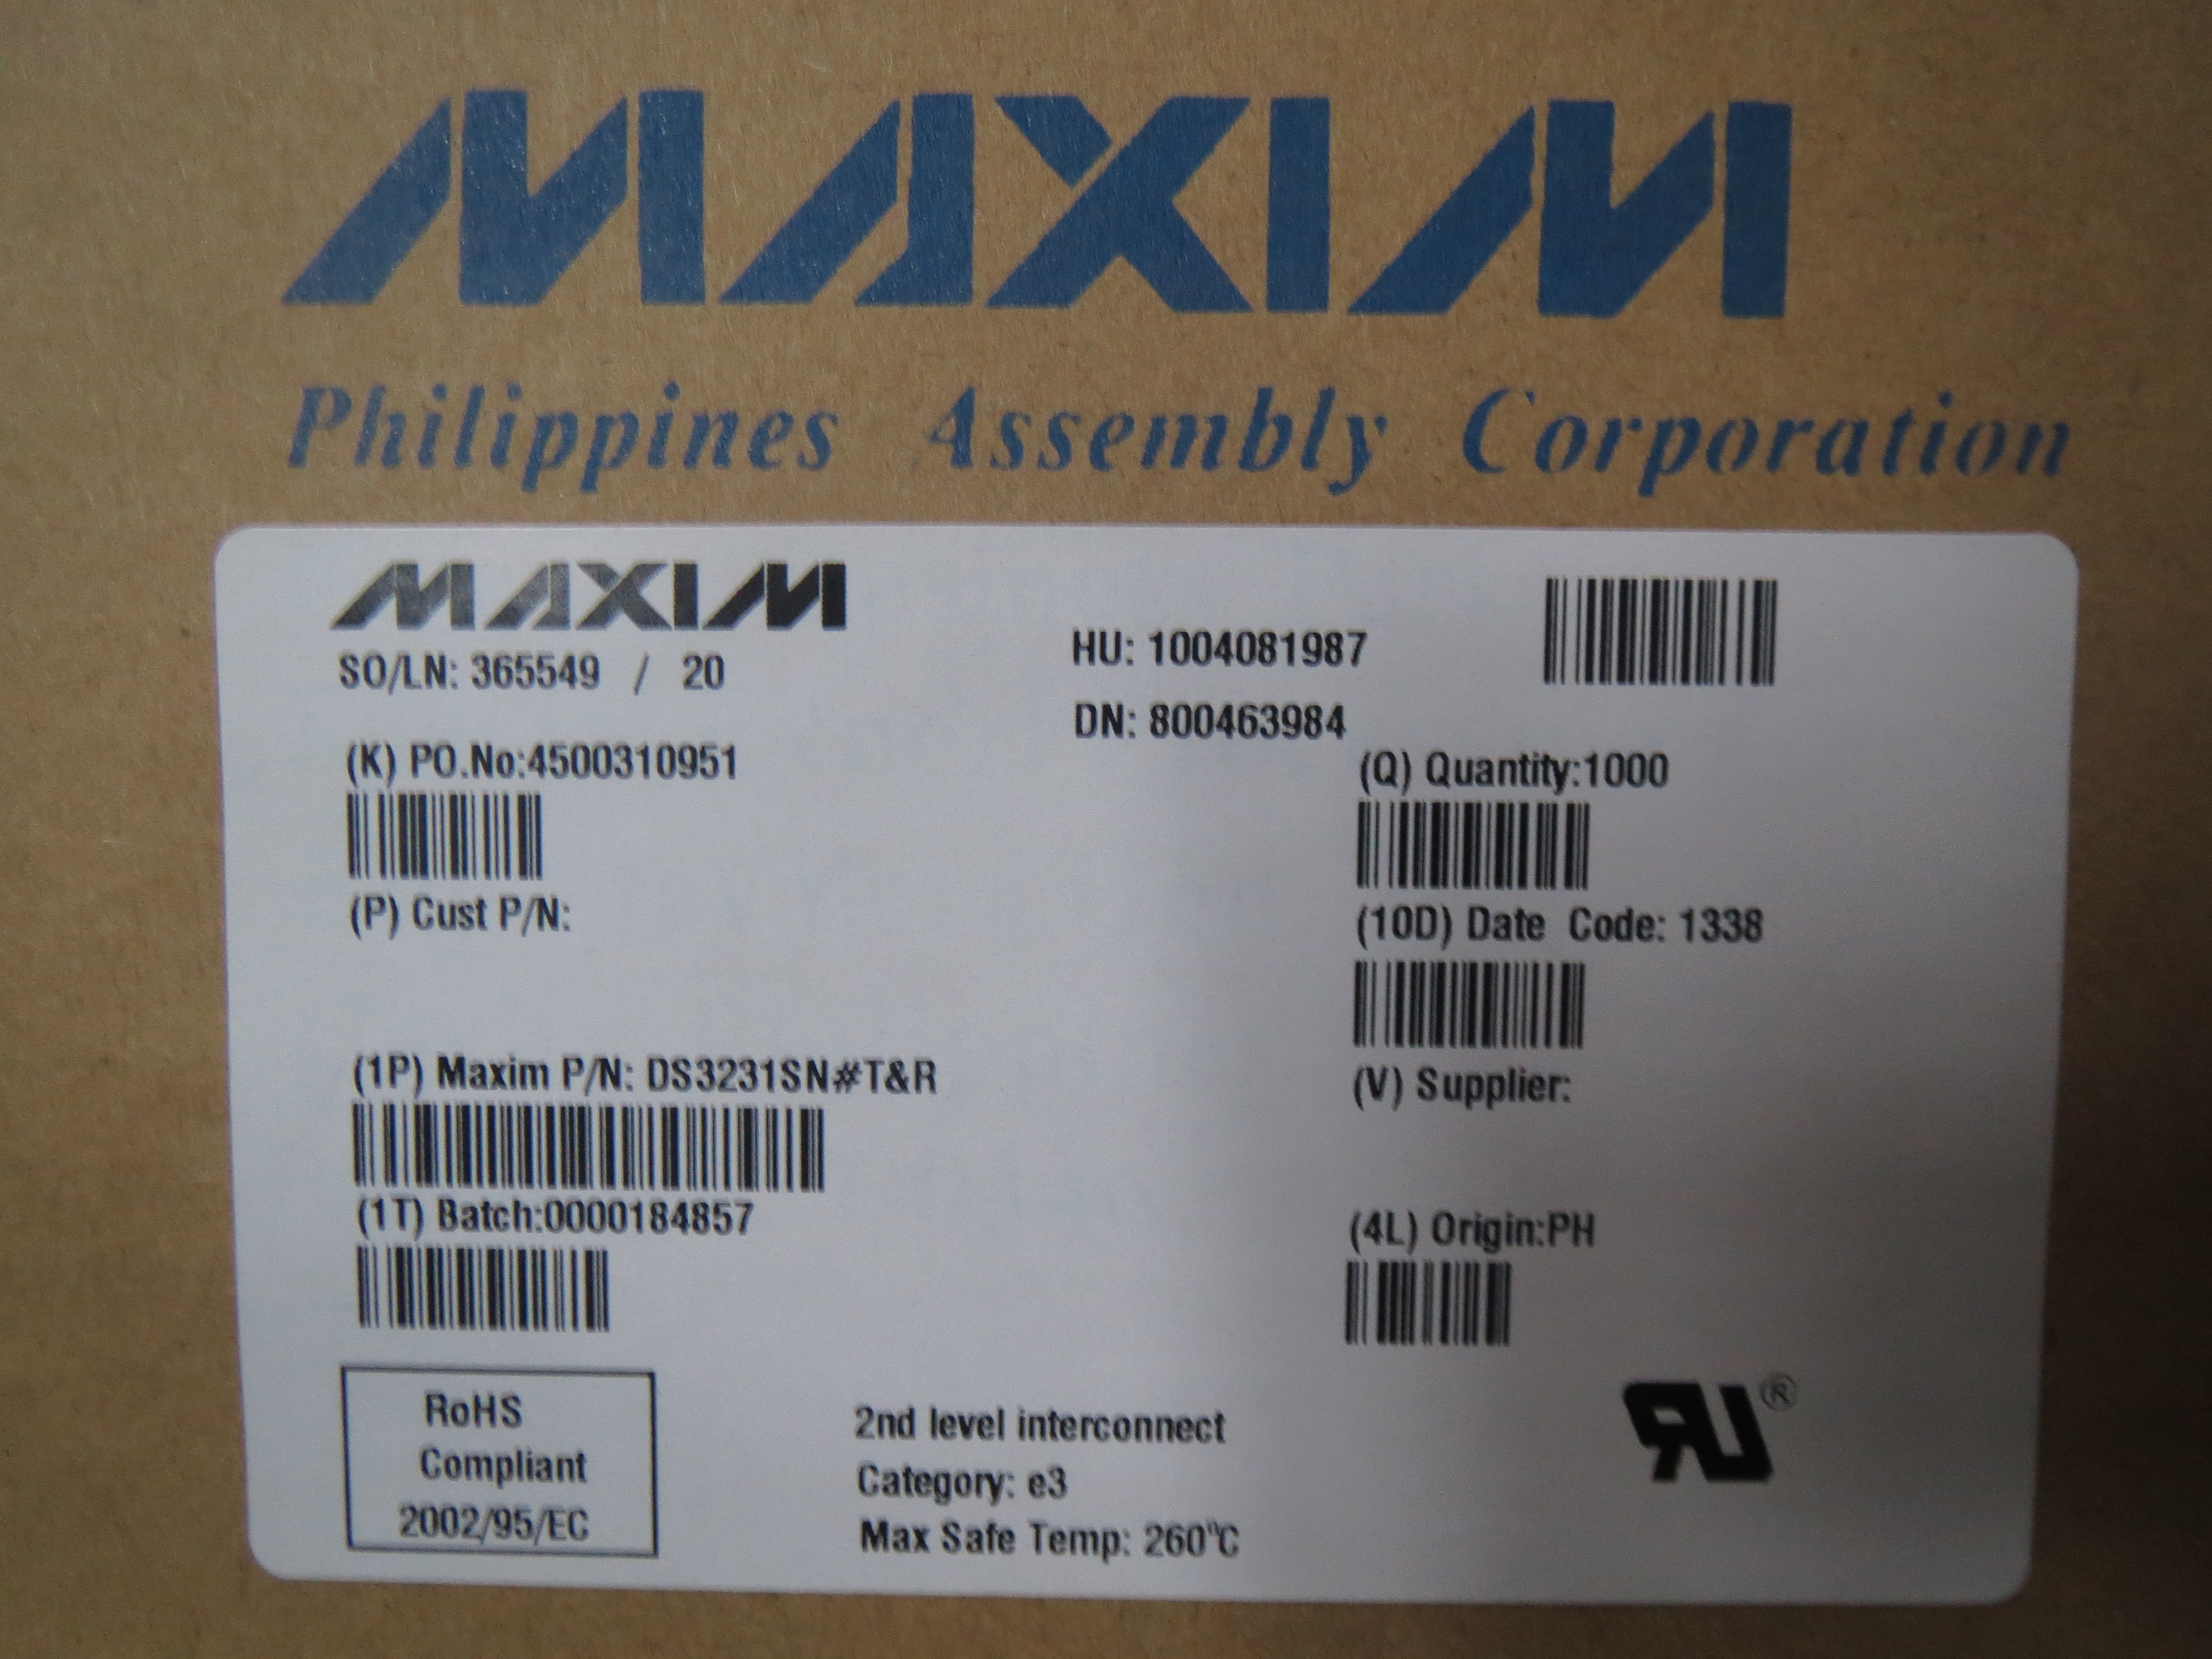 MAXIM
Philippines Assembly Corporation
MAXIM
SO/LN: 365549 / 20
HU: 1004081987
DN: 800463984
(K) PO.No:4500310951
(Q) Quantity:1000
(P) Cust P/N:
(10D) Date Code: 1338
(1P) Maxim P/N: DS3231SN#T&R
(V) Supplier:
(1T) Batch:0000184857
(4L) Origin:PH
RoHS
Compliant
2002/95/EC
2nd level interconnect
Category: e3
Max Safe Temp: 260°C
RU®